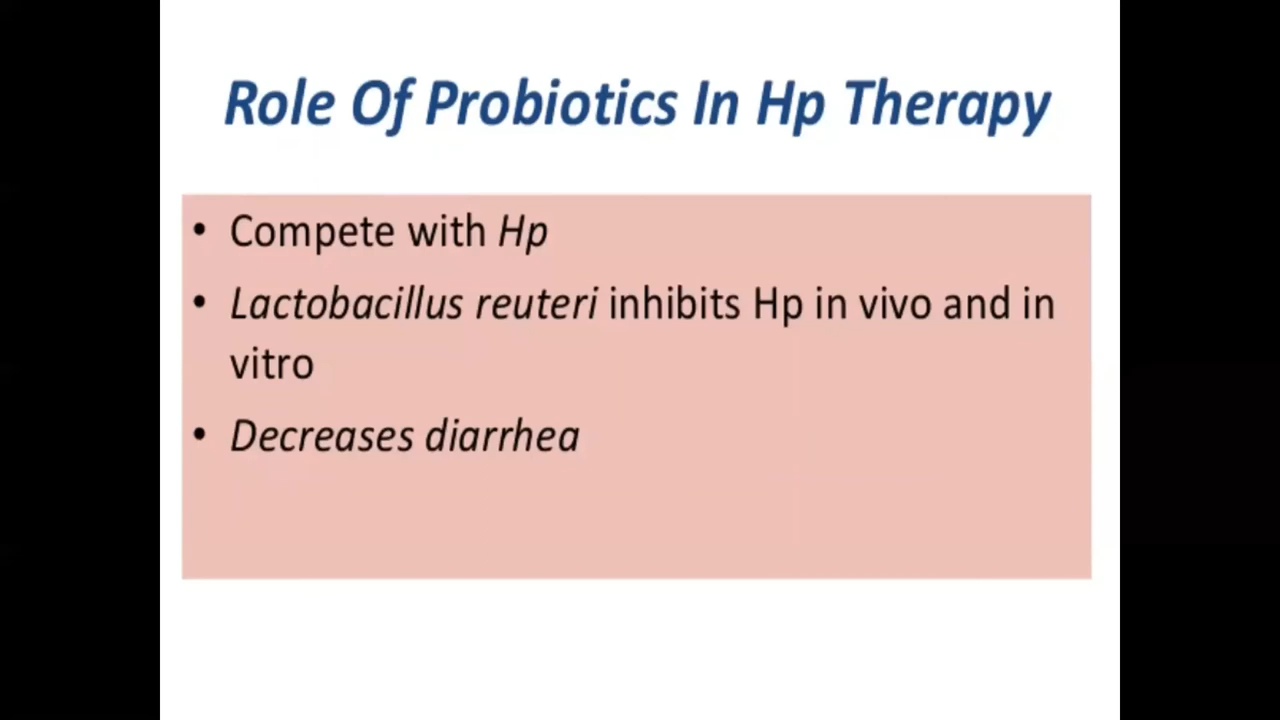 Role Of Probiotics In Hp Therapy
• Compete with Hp
• Lactobacillus reuteri inhibits Hp in vivo and in
vitro
• Decreases diarrhea